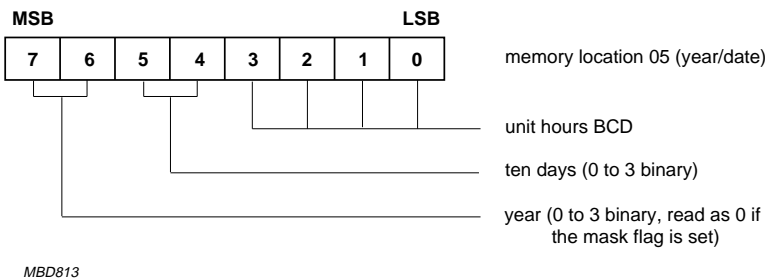 MSB LSB
7 6 5 4 3 2 1 0 memory location 05 (year/date)
unit hours BCD
ten days (0 to 3 binary)
year (0 to 3 binary, read as 0 if
the mask flag is set)
MBD813